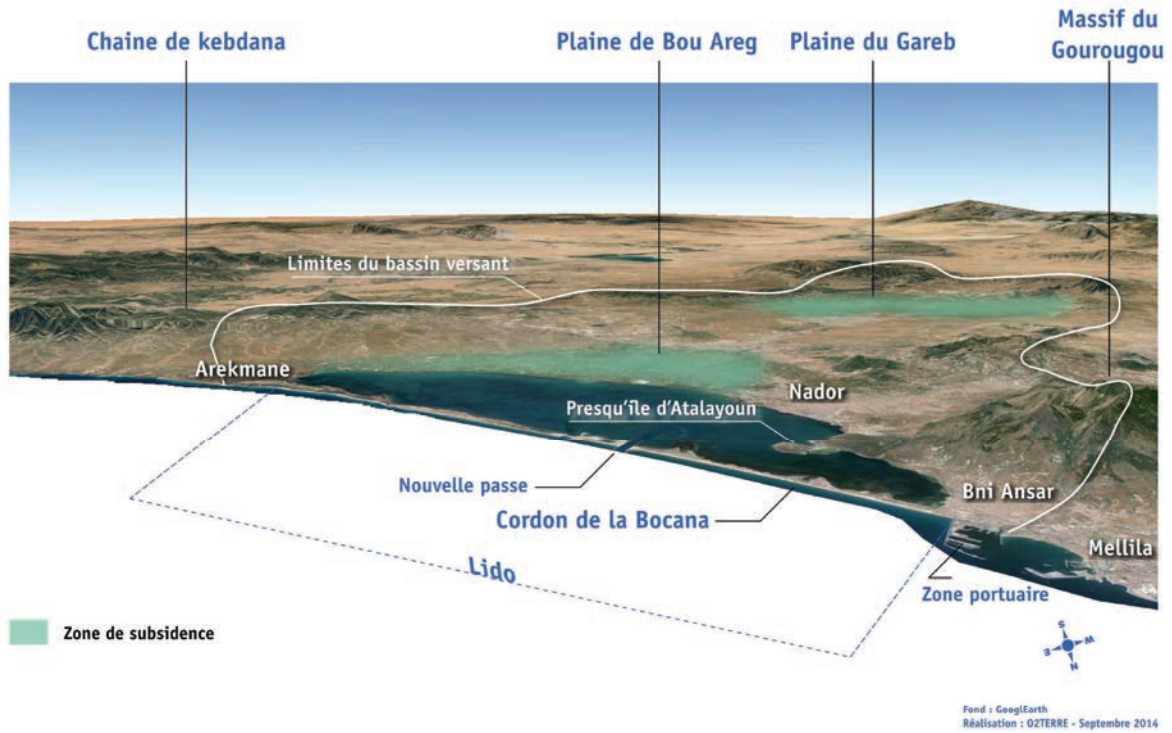 Chaine de kebdana
Plaine de Bou Areg
Plaine du Gareb
Massif du
Gourougou
Limites du bassin versant
Arekmane
Nador
Presqu'île d'Atalayoun
Nouvelle passe
Bni Ansar
Cordon de la Bocana
Mellila
Lido
Zone portuaire
Zone de subsidence
S
W
E
N
Fond : GooglEarth
Réalisation : O2TERRE - Septembre 2014